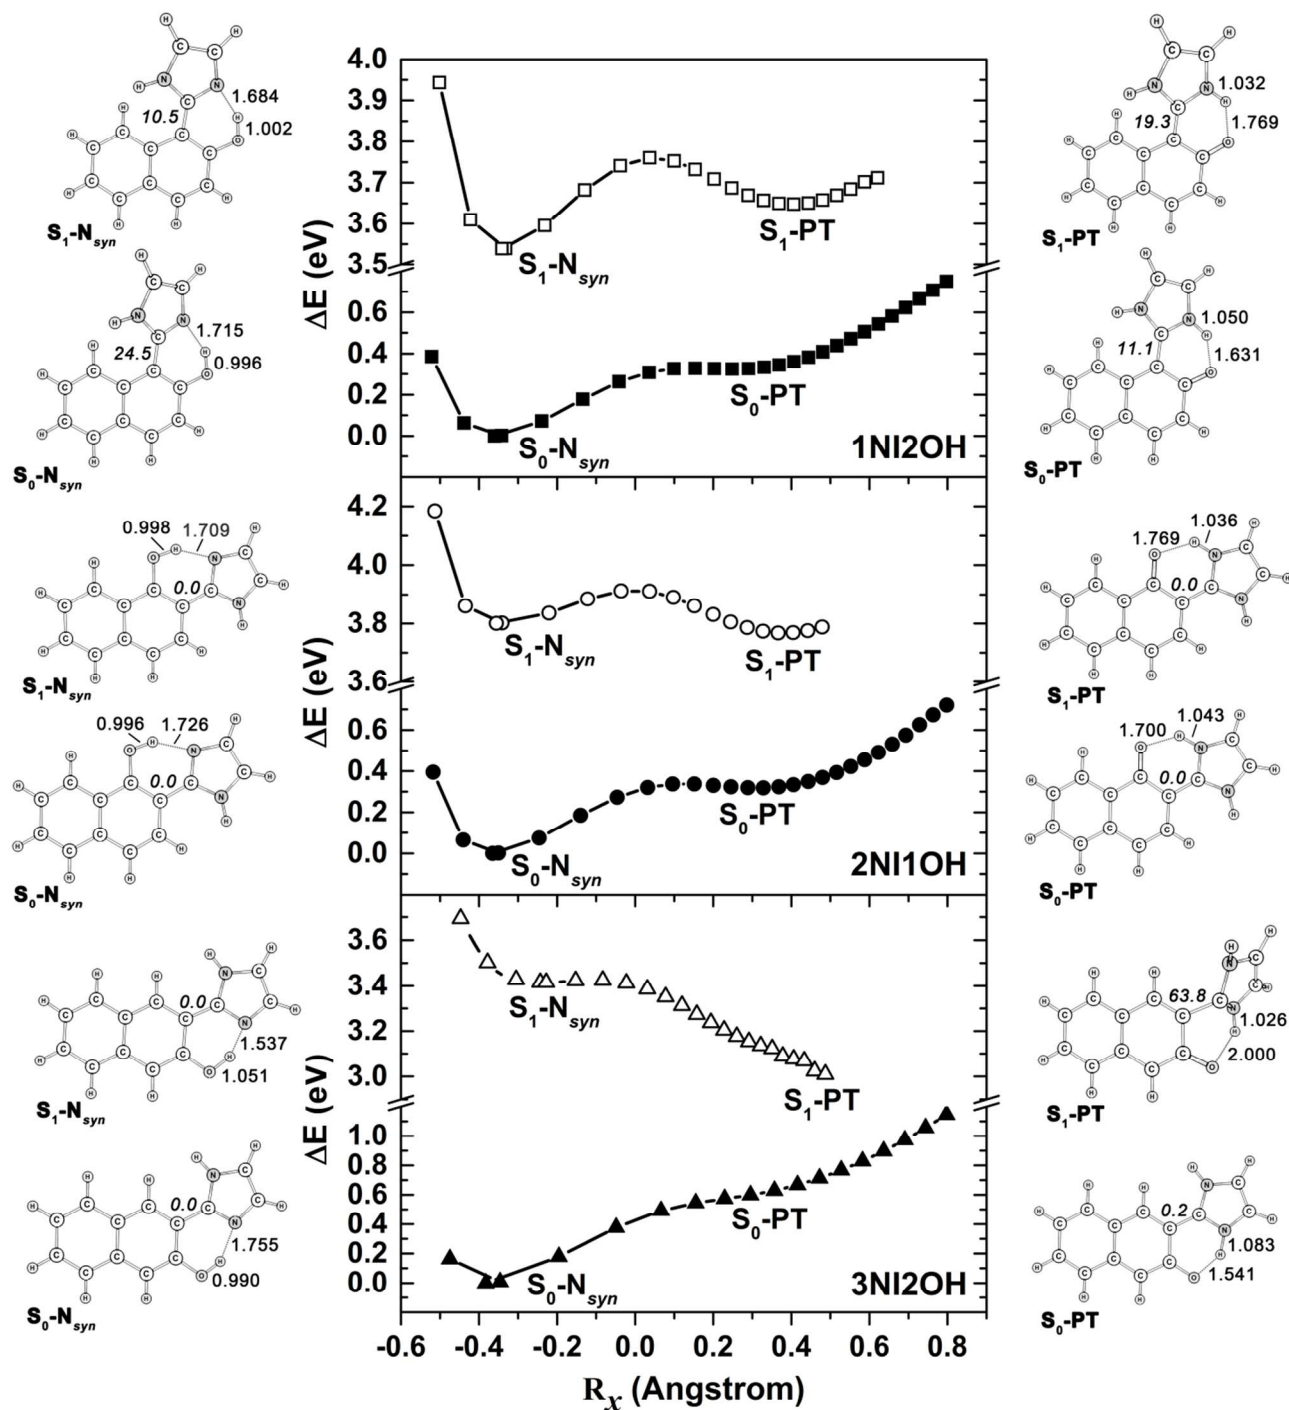 1.684
10.5
1.002
S1-Nsyn
1.715
24.5
0.996
S0-Nsyn
0.998
1.709
0.0
S1-Nsyn
0.996
1.726
0.0
S0-Nsyn
0.0
1.537
1.051
S1-Nsyn
0.0
1.755
0.990
S0-Nsyn
ΔE (eV)
4.0
3.9
3.8
3.7
3.6
3.5
0.6
0.4
0.2
0.0
S1-Nsyn
S1-PT
S0-Nsyn
S0-PT
1NI2OH
ΔE (eV)
4.2
4.0
3.8
3.6
0.6
0.4
0.2
0.0
S1-Nsyn
S1-PT
S0-Nsyn
S0-PT
2NI1OH
ΔE (eV)
3.6
3.4
3.2
3.0
1.0
0.8
0.6
0.4
0.2
0.0
S1-Nsyn
S1-PT
S0-Nsyn
S0-PT
3NI2OH
-0.6 -0.4 -0.2 0.0 0.2 0.4 0.6 0.8
Rx (Angstrom)
1.032
19.3
1.769
S1-PT
1.050
11.1
1.631
S0-PT
1.769
1.036
0.0
S1-PT
1.700
1.043
0.0
S0-PT
63.8
1.026
2.000
S1-PT
0.2
1.083
1.541
S0-PT